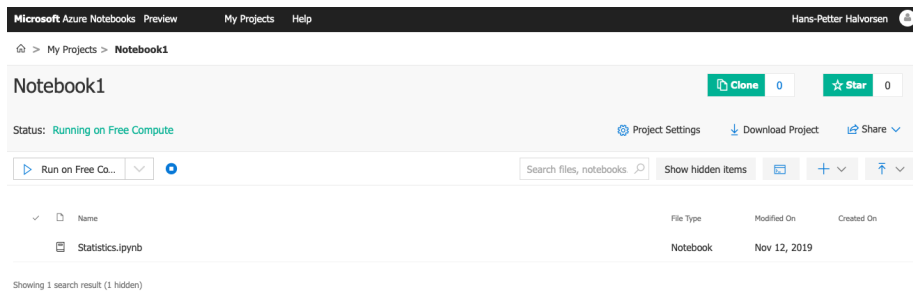 Microsoft Azure Notebooks Preview My Projects Help Hans-Petter Halvorsen
> My Projects > Notebook1
Notebook1 Clone 0 Star 0
Status: Running on Free Compute Project Settings Download Project Share
Run on Free Co... Search files, notebooks Show hidden items
Name File Type Modified On Created On
Statistics.ipynb Notebook Nov 12, 2019
Showing 1 search result (1 hidden)